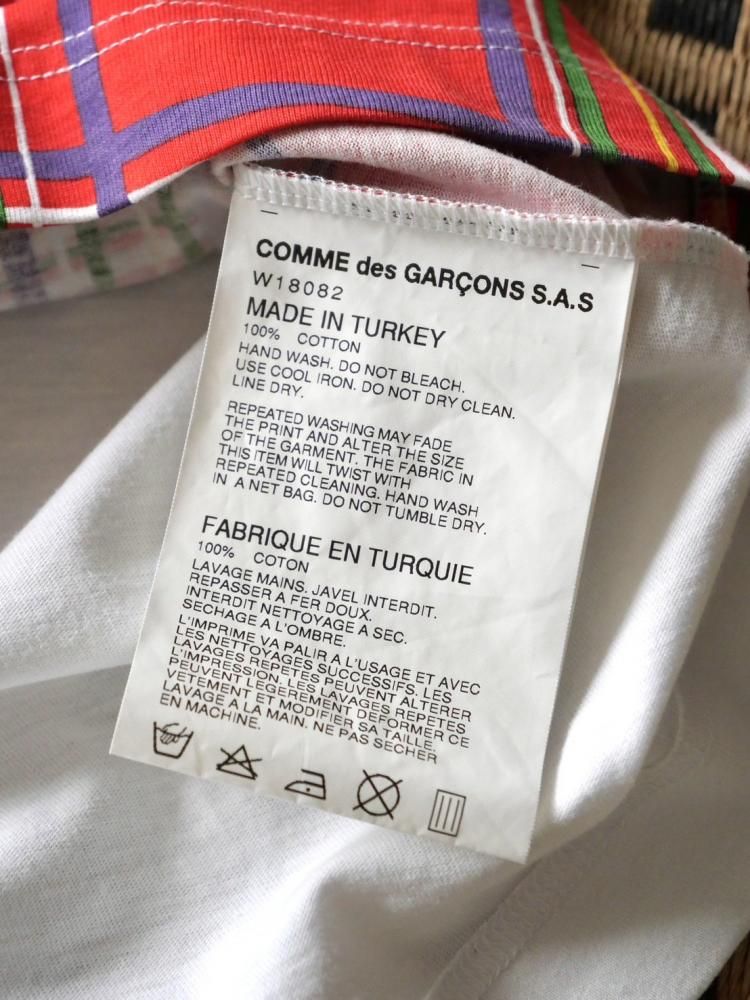 COMME des GARÇONS S.A.S
W18082
MADE IN TURKEY
100% COTTON
HAND WASH. DO NOT BLEACH.
USE COOL IRON. DO NOT DRY CLEAN.
LINE DRY.
REPEATED WASHING MAY FADE
THE PRINT AND ALTER THE SIZE
OF THE GARMENT. THE FABRIC IN
THIS ITEM WILL TWIST WITH
REPEATED CLEANING. HAND WASH
IN A NET BAG. DO NOT TUMBLE DRY.
FABRIQUE EN TURQUIE
100% COTON
LAVAGE MAINS. JAVEL INTERDIT.
REPASSER A FER DOUX.
INTERDIT NETTOYAGE À SEC.
SECHAGE A L'OMBRE.
L'IMPRIME VA PALIR A L'USAGE ET AVEC
LES NETTOYAGES SUCCESSIFS. LES
LAVAGES REPETES PEUVENT ALTERER
L'IMPRESSION. LES LAVAGES REPETES
PEUVENT LEGEREMENT DEFORMER CE
VETEMENT ET MODIFIER SA TAILLE.
LAVAGE A LA MAIN. NE PAS SECHER
EN MACHINE.